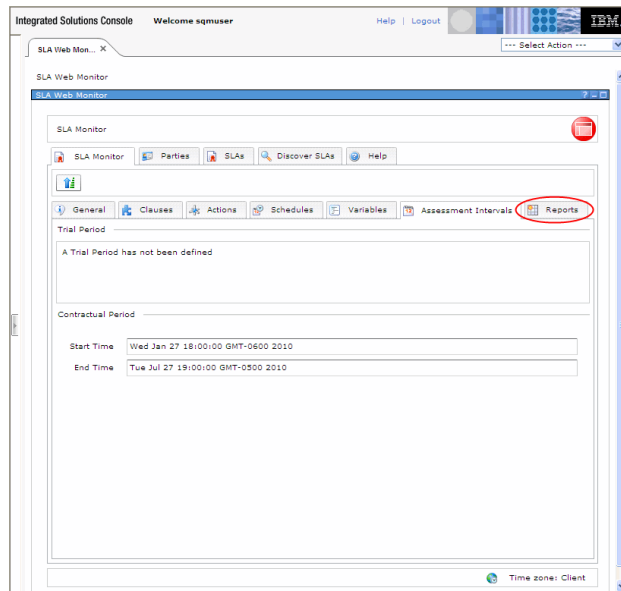 Integrated Solutions Console Welcome sqmuser Help | Logout IBM.
SLA Web Mon... X --- Select Action ---
SLA Web Monitor
SLA Web Monitor
SLA Monitor
SLA Monitor Parties SLAs Discover SLAs Help
General Clauses Actions Schedules Variables Assessment Intervals Reports
Trial Period
A Trial Period has not been defined
Contractual Period
Start Time Wed Jan 27 18:00:00 GMT-0600 2010
End Time Tue Jul 27 19:00:00 GMT-0500 2010
Time zone: Client